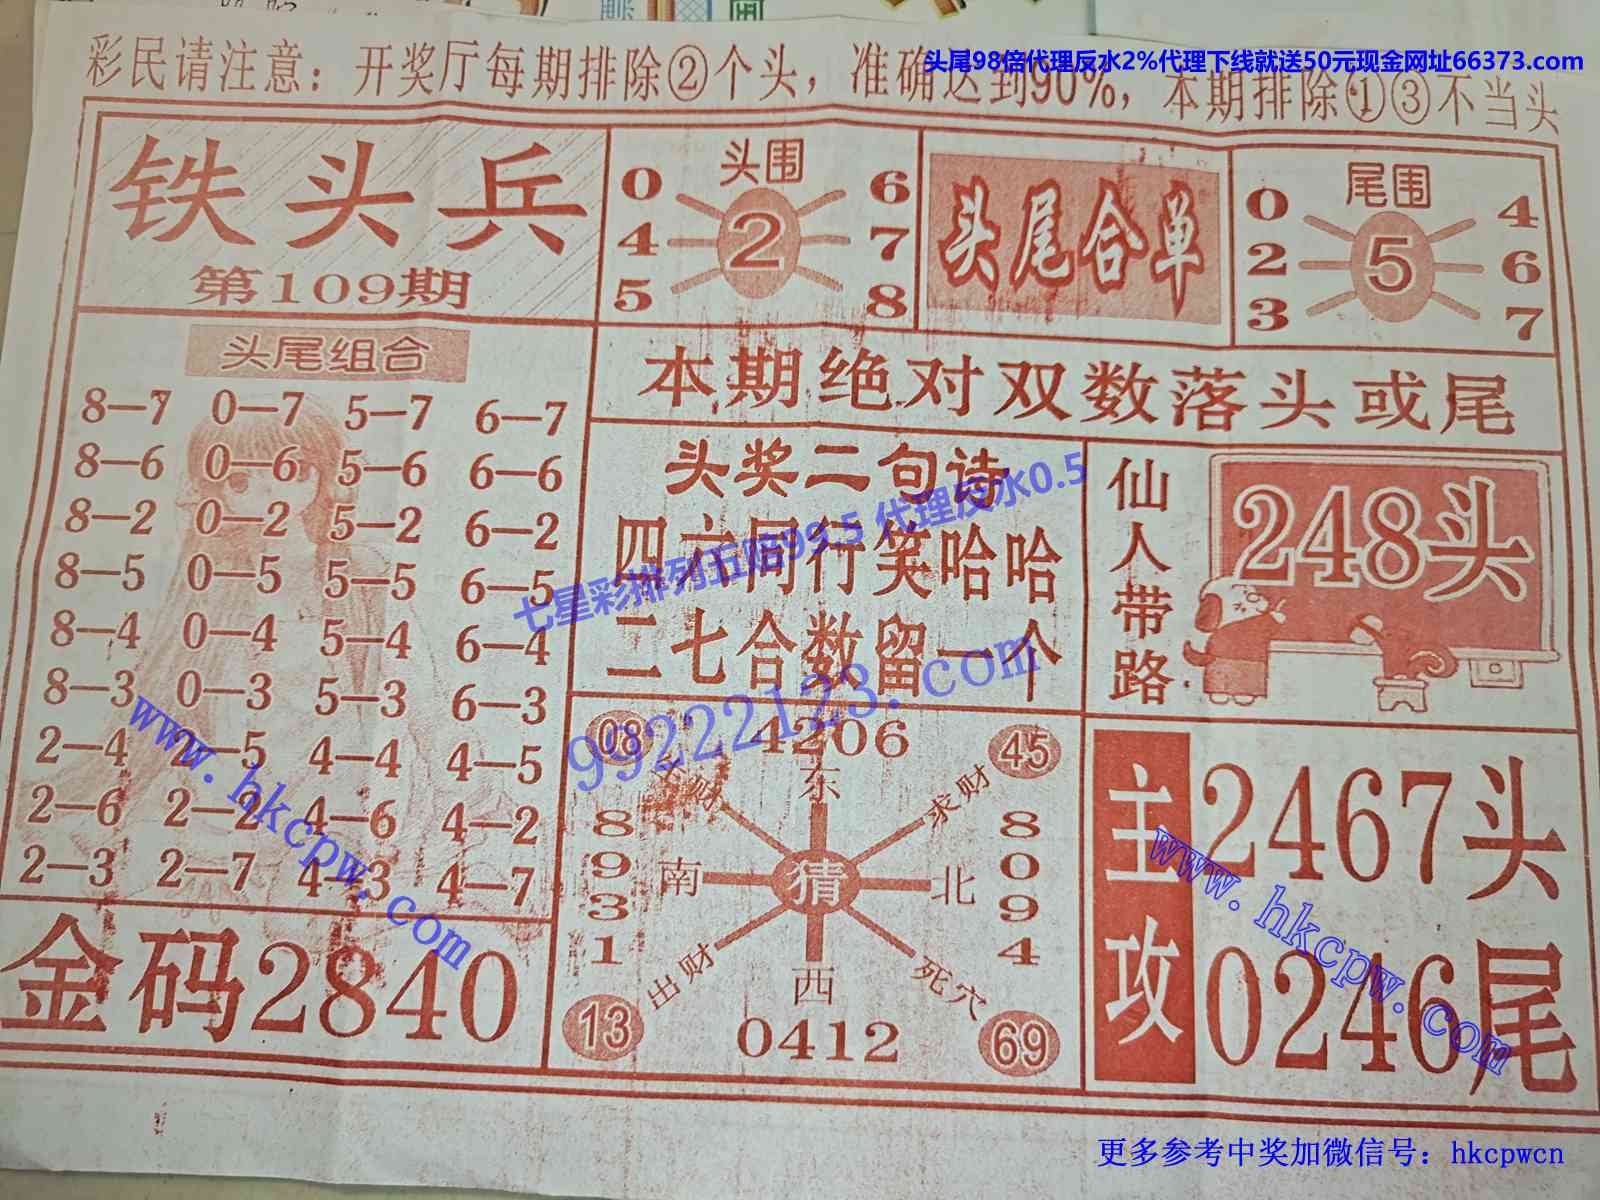 头尾98倍代理反水2%代理下线就送50元现金网址66373.com
彩民请注意：开奖厅每期排除②个头，准确达到90%，本期排除①③不当头
铁头兵
第109期
头围
0 6
4 2 7
5 8
头尾合单
尾围
0 4
2 5 6
3 7
头尾组合
8—7 0—7 5—7 6—7
8—6 0—6 5—6 6—6
8—2 0—2 5—2 6—2
8—5 0—5 5—5 6—5
8—4 0—4 5—4 6—4
8—3 0—3 5—3 6—3
2—4 2—5 4—4 4—5
2—6 2—2 4—6 4—2
2—3 2—7 4—3 4—7
金码2840
本期绝对双数落头或尾
头奖二句诗
四六同行笑哈哈
二七合数留一个
七星彩排列五赔99.5 代理反水0.5
99222123.com
仙人带路
248头
08 4206 45
东
求财
南 猜 北
8931
8094
出财 西 死穴
13 0412 69
主攻
2467头
0246尾
www.hkcpw.com
www.hkcpw.com
更多参考中奖加微信号：hkcpwcn